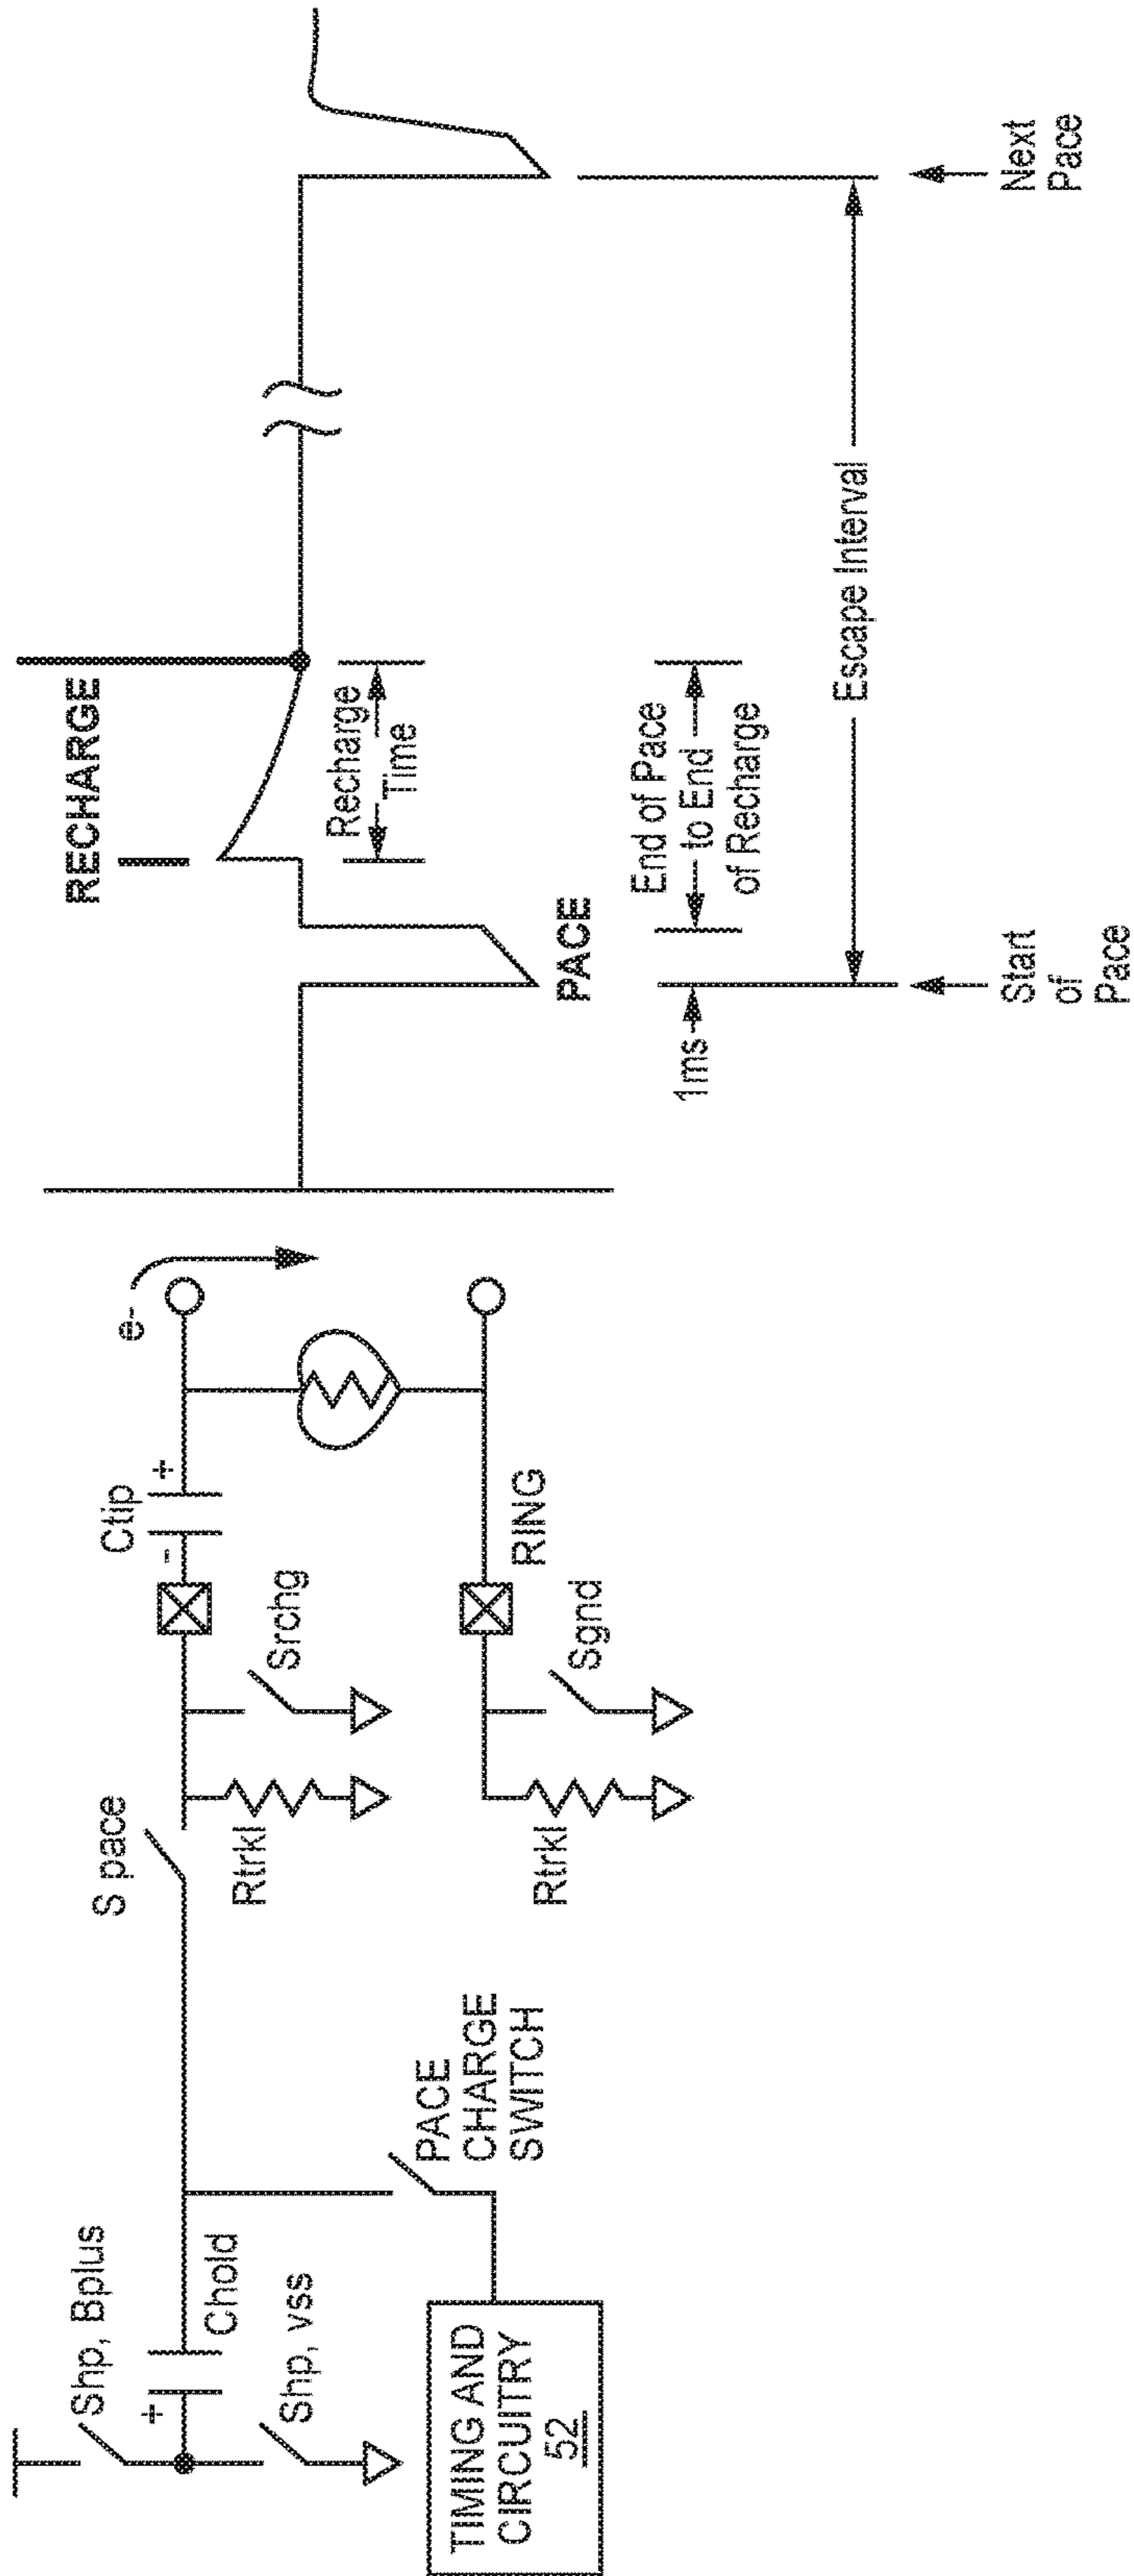 Shp, Bplus
+
Chold
Shp, vss
TIMING AND
CIRCUITRY
52
PACE
CHARGE
SWITCH
S pace
Rtrkl
Srchg
-
Ctip
+
e-
Rtrkl
Sgnd
RING
RECHARGE
Recharge
Time
PACE
1ms
End of Pace
to End
of Recharge
Escape Interval
Start
of
Pace
Next
Pace